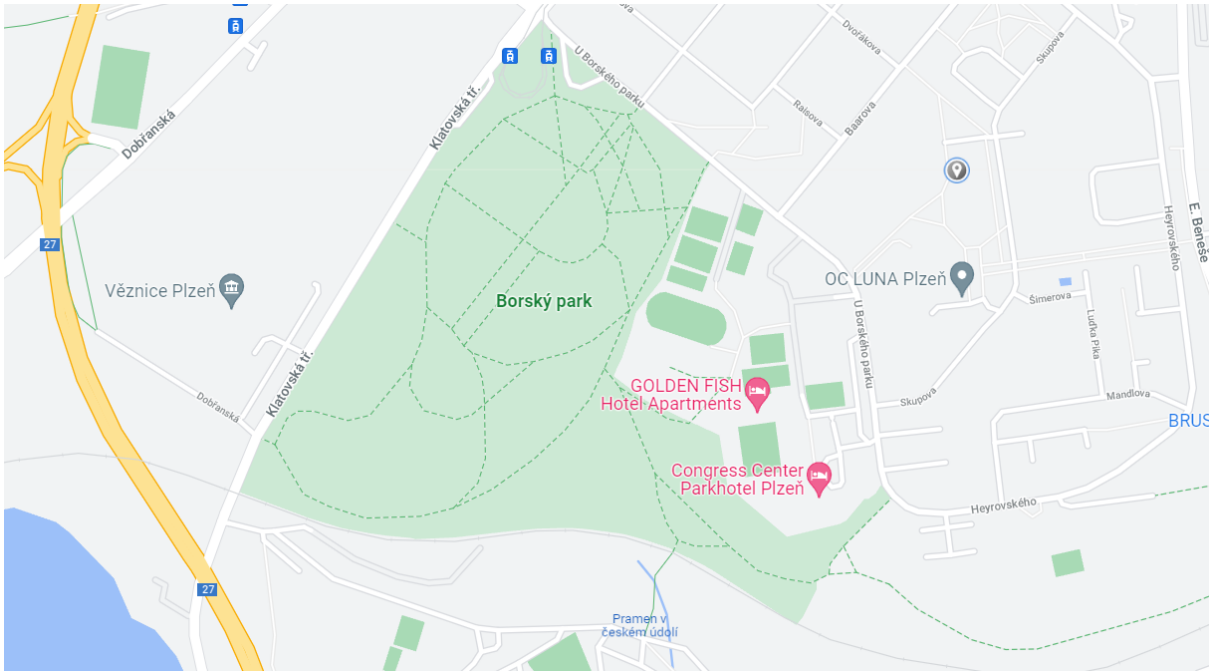 ova
Dvořákova
Skupova
U Borského parku
Klatovská tř.
Raisova
Baarova
Dobřanská
E. Beneše
Heyrovského
27
Věznice Plzeň
OC LUNA Plzeň
Borský park
Šimerova
U Borského parku
Luďka Pika
Klatovská tř.
GOLDEN FISH
Hotel Apartments
Dobřanská
Skupova
Mandlova
BRUS
Congress Center
Parkhotel Plzeň
Heyrovského
27
Pramen v
českém údolí